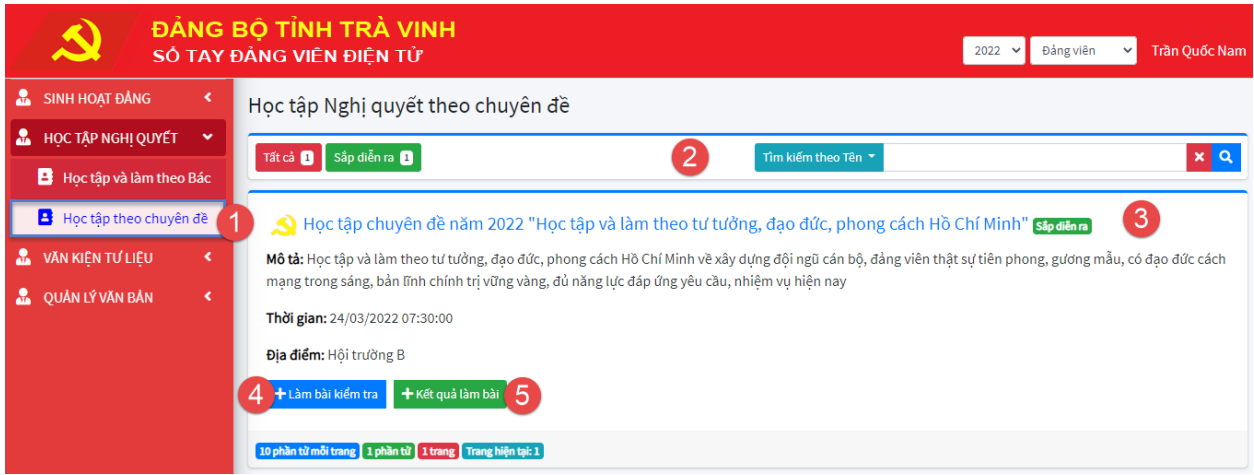 ĐẢNG BỘ TỈNH TRÀ VINH
SỔ TAY ĐẢNG VIÊN ĐIỆN TỬ
2022
Đảng viên
Trần Quốc Nam
SINH HOẠT ĐẢNG
HỌC TẬP NGHỊ QUYẾT
Học tập và làm theo Bác
Học tập theo chuyên đề
1
VĂN KIỆN TƯ LIỆU
QUẢN LÝ VĂN BẢN
Học tập Nghị quyết theo chuyên đề
Tất cả 1
Sắp diễn ra 1
2
Tìm kiếm theo Tên
Học tập chuyên đề năm 2022 "Học tập và làm theo tư tưởng, đạo đức, phong cách Hồ Chí Minh" Sắp diễn ra
3
Mô tả: Học tập và làm theo tư tưởng, đạo đức, phong cách Hồ Chí Minh về xây dựng đội ngũ cán bộ, đảng viên thật sự tiên phong, gương mẫu, có đạo đức cách
mạng trong sáng, bản lĩnh chính trị vững vàng, đủ năng lực đáp ứng yêu cầu, nhiệm vụ hiện nay
Thời gian: 24/03/2022 07:30:00
Địa điểm: Hội trường B
4
Làm bài kiểm tra
Kết quả làm bài
5
10 phần tử mỗi trang 1 phần tử 1 trang Trang hiện tại: 1